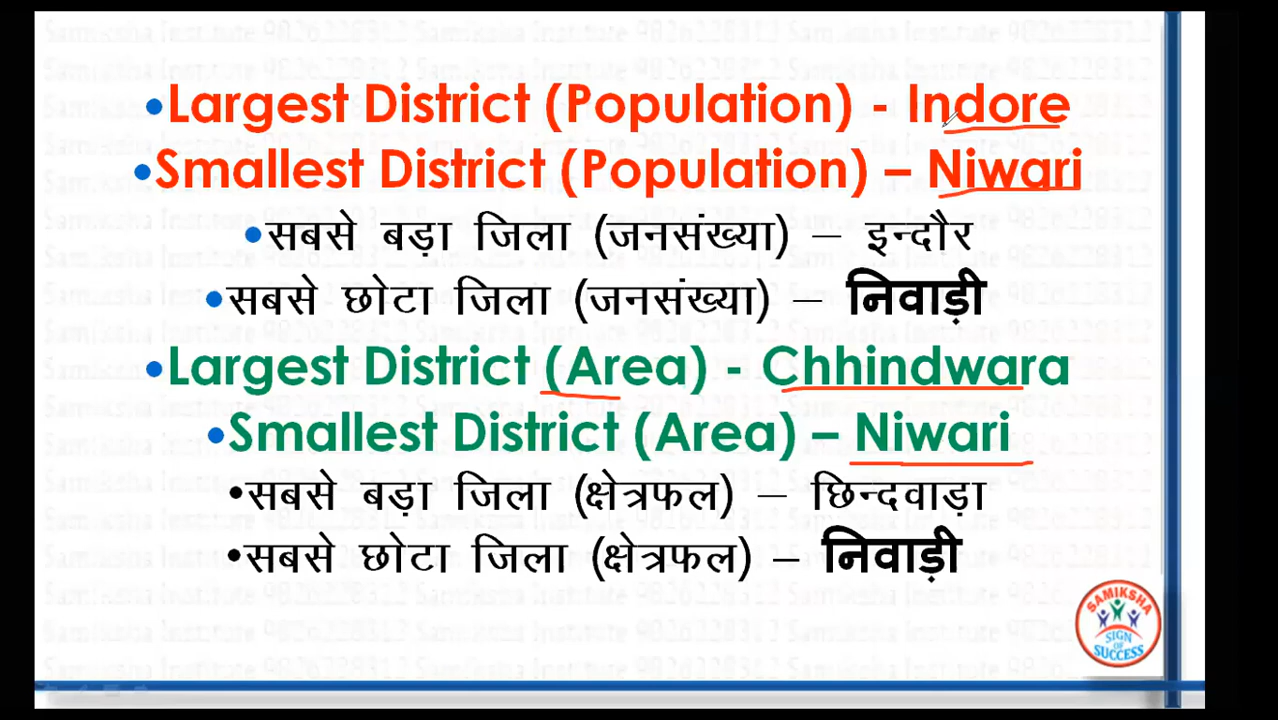 •Largest District (Population) - Indore
•Smallest District (Population) – Niwari
•सबसे बड़ा जिला (जनसंख्या) – इन्दौर
•सबसे छोटा जिला (जनसंख्या) – निवाड़ी
•Largest District (Area) - Chhindwara
•Smallest District (Area) – Niwari
•सबसे बड़ा जिला (क्षेत्रफल) – छिन्दवाड़ा
•सबसे छोटा जिला (क्षेत्रफल) – निवाड़ी
SAMIKSHA
SIGN
OF
SUCCESS